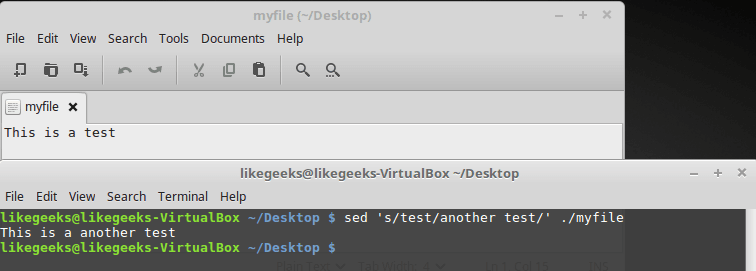 myfile (~/Desktop)
File Edit View Search Tools Documents Help
myfile
This is a test
likegeeks@likegeeks-VirtualBox ~/Desktop
File Edit View Search Terminal Help
likegeeks@likegeeks-VirtualBox ~/Desktop $ sed 's/test/another test/' ./myfile
This is a another test
likegeeks@likegeeks-VirtualBox ~/Desktop $